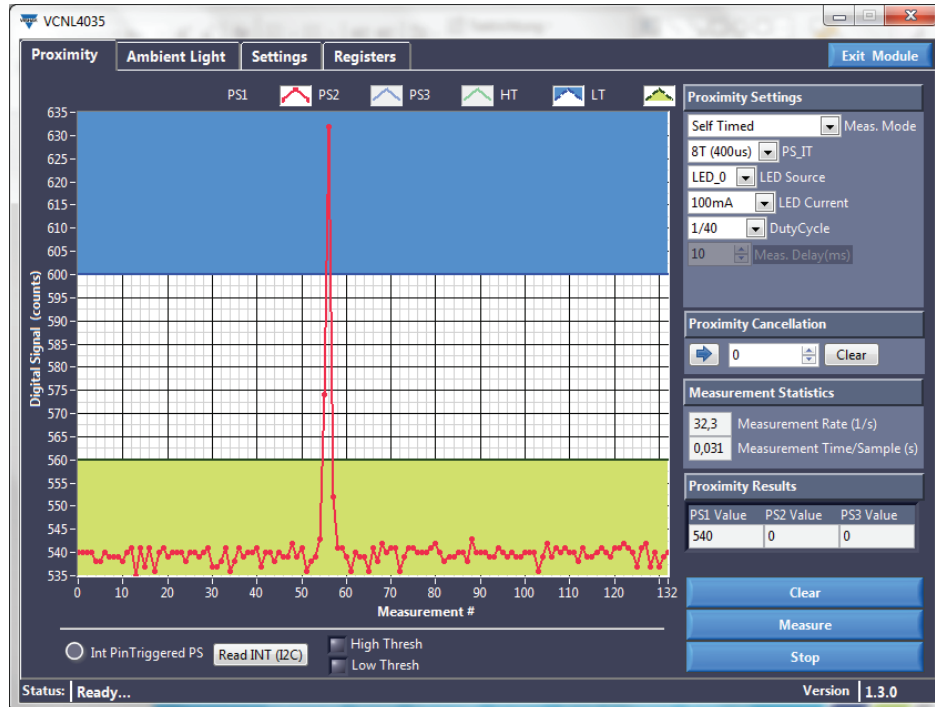 VCNL4035
Proximity
Ambient Light
Settings
Registers
Exit Module
PS1
PS2
PS3
HT
LT
635
630
625
620
615
610
605
600
595
590
585
580
575
570
565
560
555
550
545
540
535
Digital Signal (counts)
0 10 20 30 40 50 60 70 80 90 100 110 120 132
Measurement #
Int PinTriggered PS
Read INT (I2C)
High Thresh
Low Thresh
Proximity Settings
Self Timed Meas. Mode
8T (400us) PS_IT
LED_0 LED Source
100mA LED Current
1/40 DutyCycle
10 Meas. Delay(ms)
Proximity Cancellation
0 Clear
Measurement Statistics
32,3 Measurement Rate (1/s)
0,031 Measurement Time/Sample (s)
Proximity Results
PS1 Value PS2 Value PS3 Value
540 0 0
Clear
Measure
Stop
Status: Ready...
Version 1.3.0